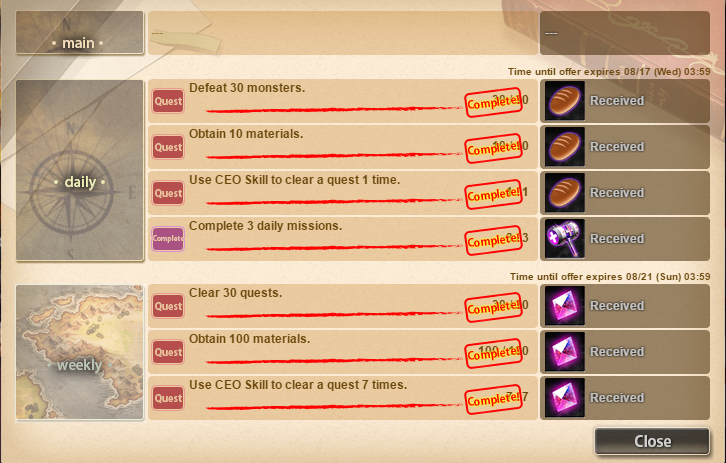 • main •
---
---
Time until offer expires 08/17 (Wed) 03:59
• daily •
Quest
Defeat 30 monsters.
Complete!
Received
Quest
Obtain 10 materials.
Complete!
Received
Quest
Use CEO Skill to clear a quest 1 time.
Complete!
Received
Complete
Complete 3 daily missions.
Complete!
Received
Time until offer expires 08/21 (Sun) 03:59
• weekly
Quest
Clear 30 quests.
Complete!
Received
Quest
Obtain 100 materials.
Complete!
Received
Quest
Use CEO Skill to clear a quest 7 times.
Complete!
Received
Close